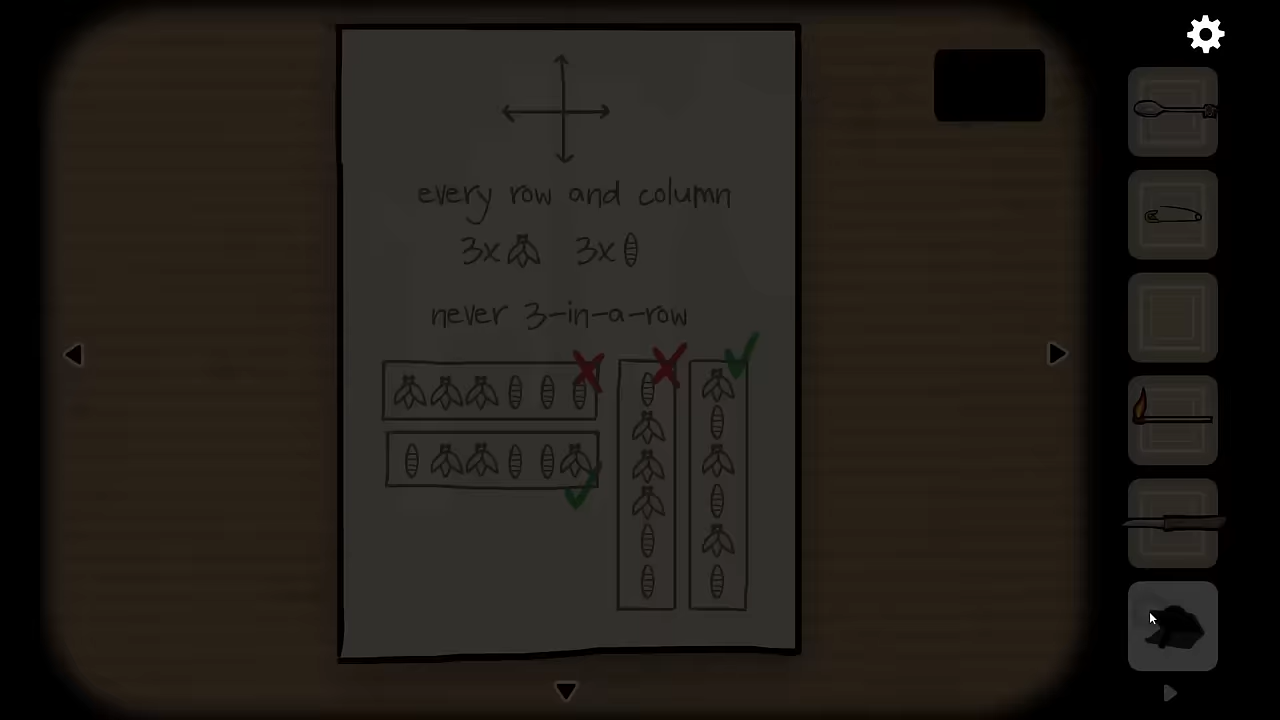 every row and column
3x 3x
never 3-in-a-row